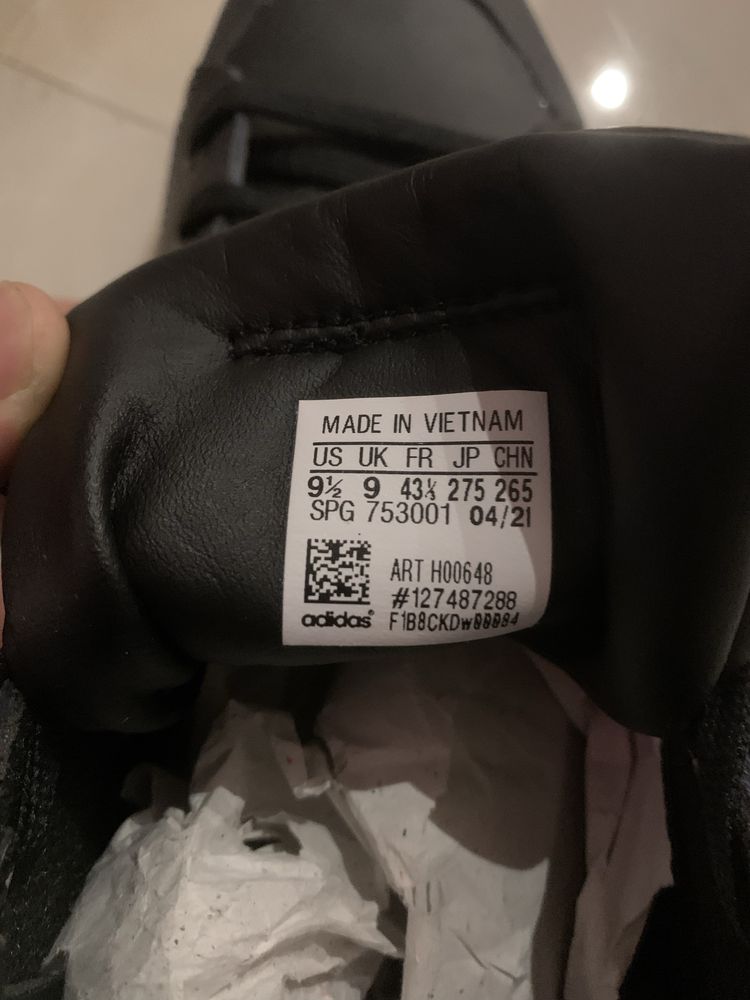 MADE IN VIETNAM
US UK FR JP CHN
9½ 9 43⅓ 275 265
SPG 753001 04/21
ART H00648
#127487288
adidas®